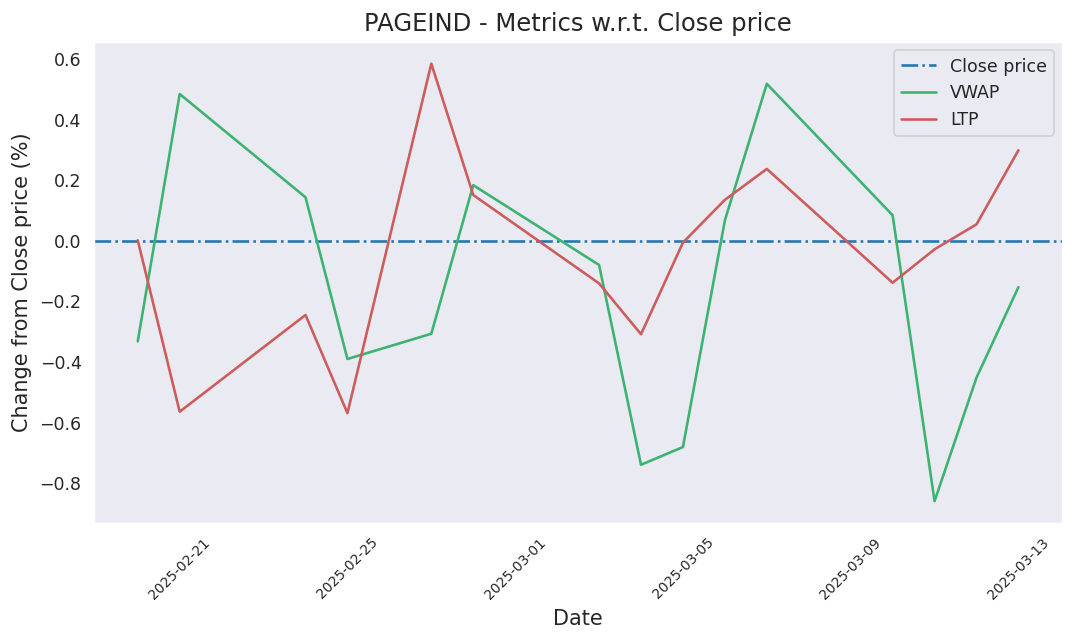 PAGEIND - Metrics w.r.t. Close price
Change from Close price (%)
0.6
0.4
0.2
0.0
−0.2
−0.4
−0.6
−0.8
Close price
VWAP
LTP
2025-02-21
2025-02-25
2025-03-01
2025-03-05
2025-03-09
2025-03-13
Date